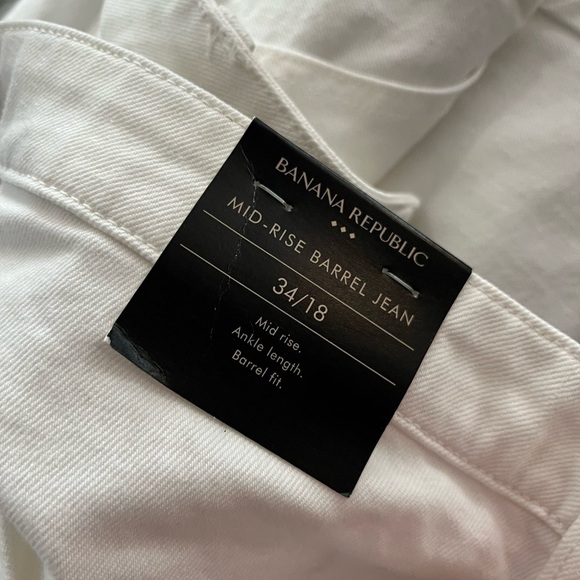 BANANA REPUBLIC
MID-RISE BARREL JEAN
34/18
Mid rise.
Ankle length.
Barrel fit.